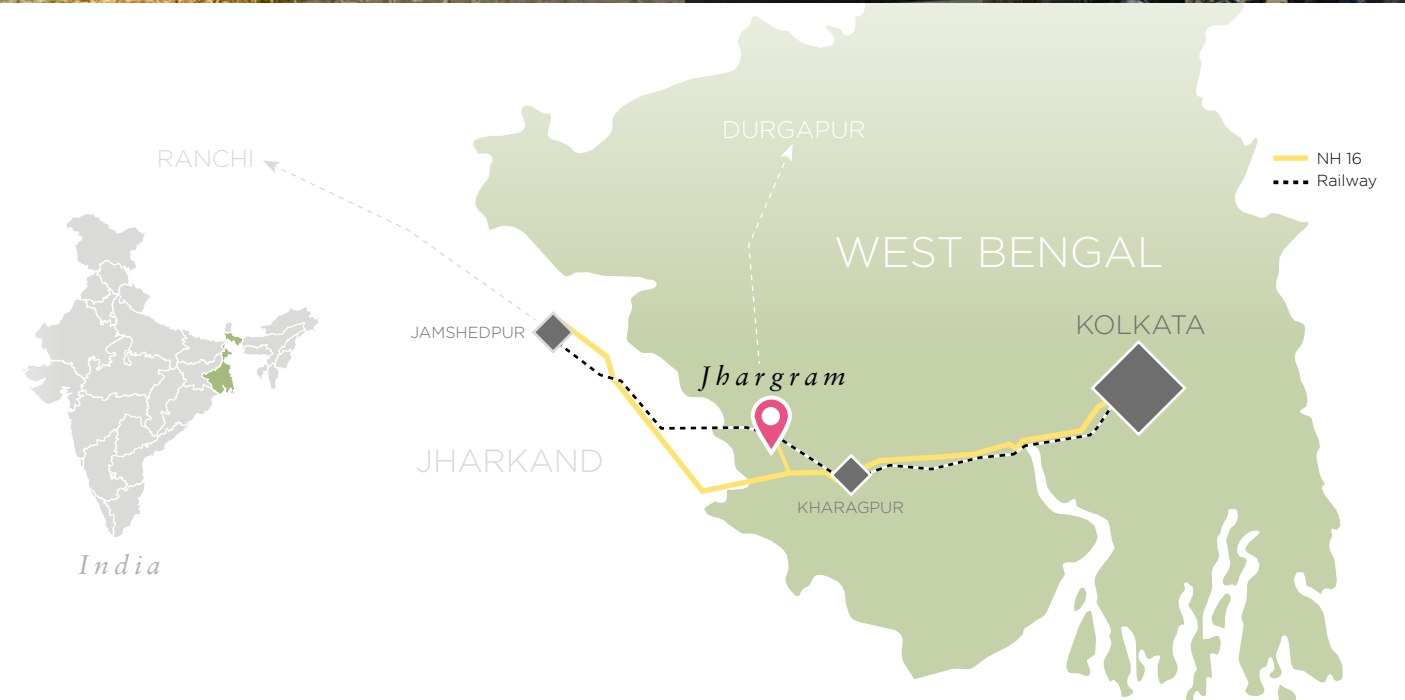 DURGAPUR
RANCHI
NH 16
Railway
WEST BENGAL
KOLKATA
JAMSHEDPUR
Jhargram
JHARKAND
KHARAGPUR
India